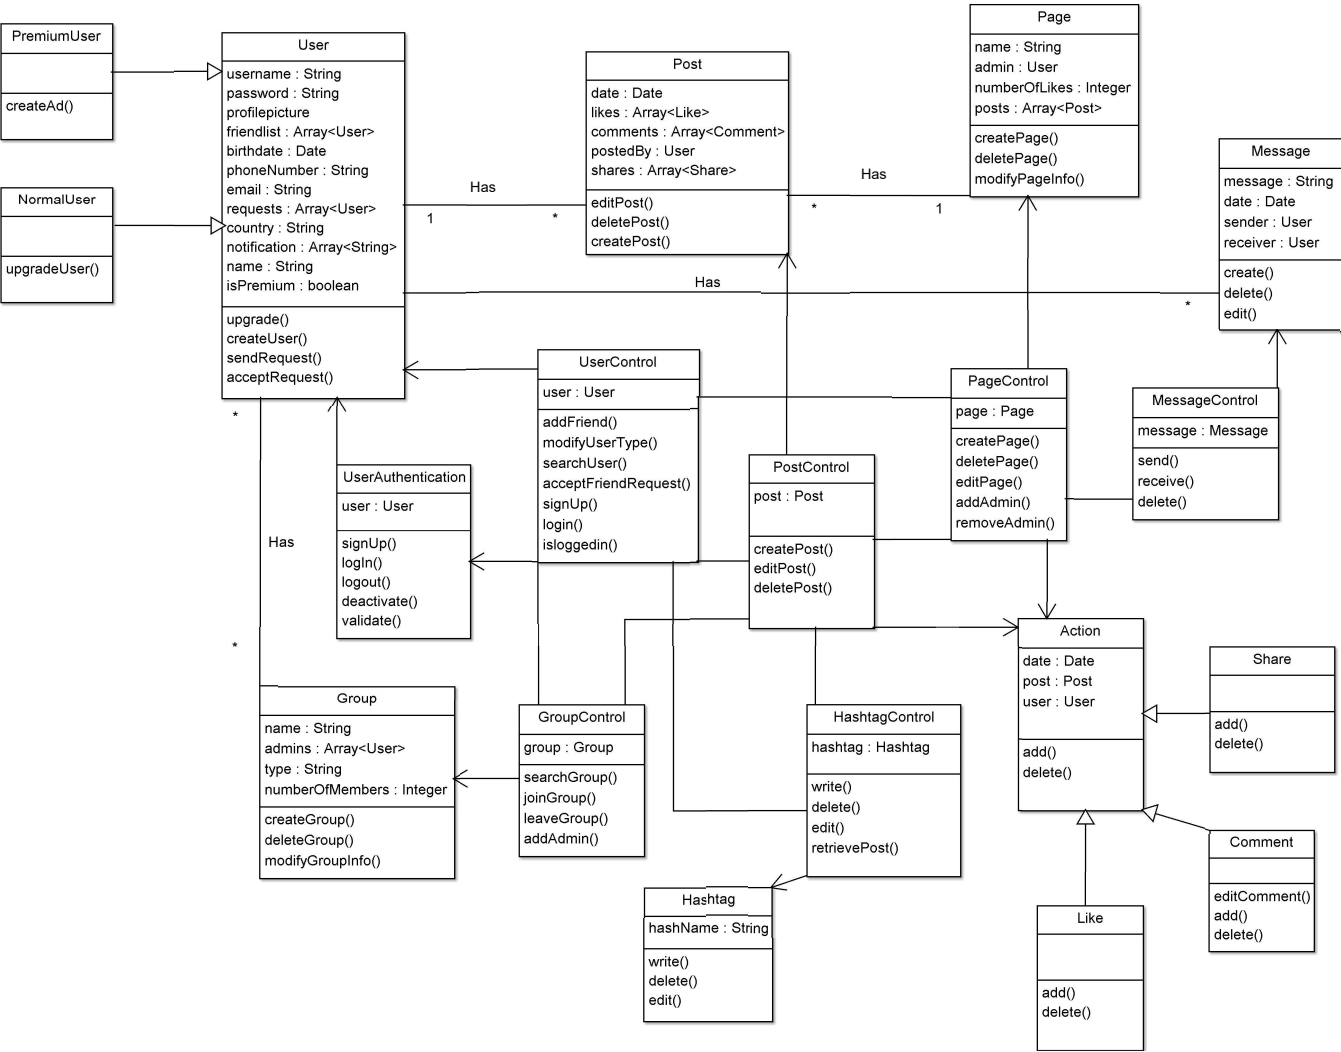 PremiumUser
createAd()
NormalUser
upgradeUser()
User
username : String
password : String
profilepicture
friendlist : Array<User>
birthdate : Date
phoneNumber : String
email : String
requests : Array<User>
country : String
notification : Array<String>
name : String
isPremium : boolean
upgrade()
createUser()
sendRequest()
acceptRequest()
Has
1
*
Post
date : Date
likes : Array<Like>
comments : Array<Comment>
postedBy : User
shares : Array<Share>
editPost()
deletePost()
createPost()
Has
*
1
Page
name : String
admin : User
numberOfLikes : Integer
posts : Array<Post>
createPage()
deletePage()
modifyPageInfo()
Message
message : String
date : Date
sender : User
receiver : User
create()
delete()
edit()
Has
*
UserControl
user : User
addFriend()
modifyUserType()
searchUser()
acceptFriendRequest()
signUp()
login()
isloggedin()
PageControl
page : Page
createPage()
deletePage()
editPage()
addAdmin()
removeAdmin()
MessageControl
message : Message
send()
receive()
delete()
*
Has
*
UserAuthentication
user : User
signUp()
logIn()
logout()
deactivate()
validate()
PostControl
post : Post
createPost()
editPost()
deletePost()
Action
date : Date
post : Post
user : User
add()
delete()
Share
add()
delete()
Group
name : String
admins : Array<User>
type : String
numberOfMembers : Integer
createGroup()
deleteGroup()
modifyGroupInfo()
GroupControl
group : Group
searchGroup()
joinGroup()
leaveGroup()
addAdmin()
HashtagControl
hashtag : Hashtag
write()
delete()
edit()
retrievePost()
Comment
editComment()
add()
delete()
Hashtag
hashName : String
write()
delete()
edit()
Like
add()
delete()